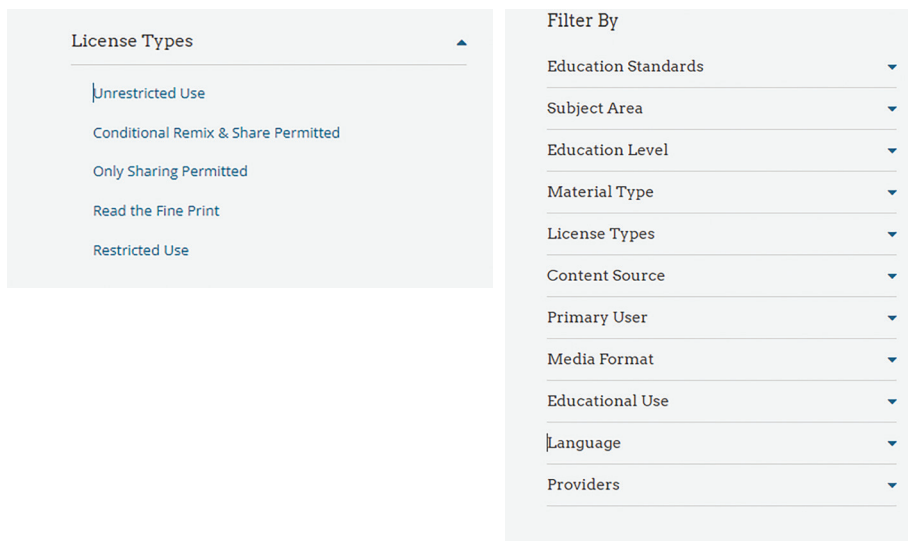 License Types
Unrestricted Use
Conditional Remix & Share Permitted
Only Sharing Permitted
Read the Fine Print
Restricted Use
Filter By
Education Standards
Subject Area
Education Level
Material Type
License Types
Content Source
Primary User
Media Format
Educational Use
Language
Providers